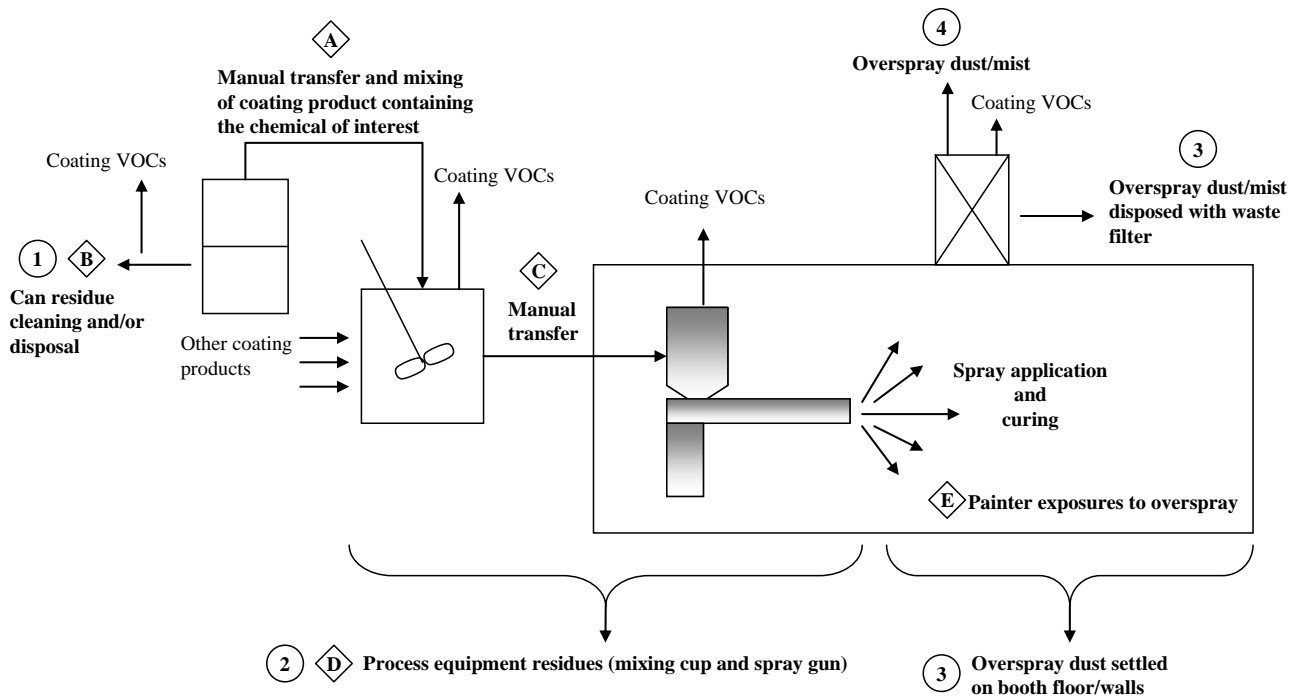 A
Manual transfer and mixing
of coating product containing
the chemical of interest
Coating VOCs
1
B
Can residue
cleaning and/or
disposal
Coating VOCs
Other coating
products
C
Manual
transfer
Coating VOCs
4
Overspray dust/mist
Coating VOCs
3
Overspray dust/mist
disposed with waste
filter
Spray application
and
curing
E
Painter exposures to overspray
2
D
Process equipment residues (mixing cup and spray gun)
3
Overspray dust settled
on booth floor/walls